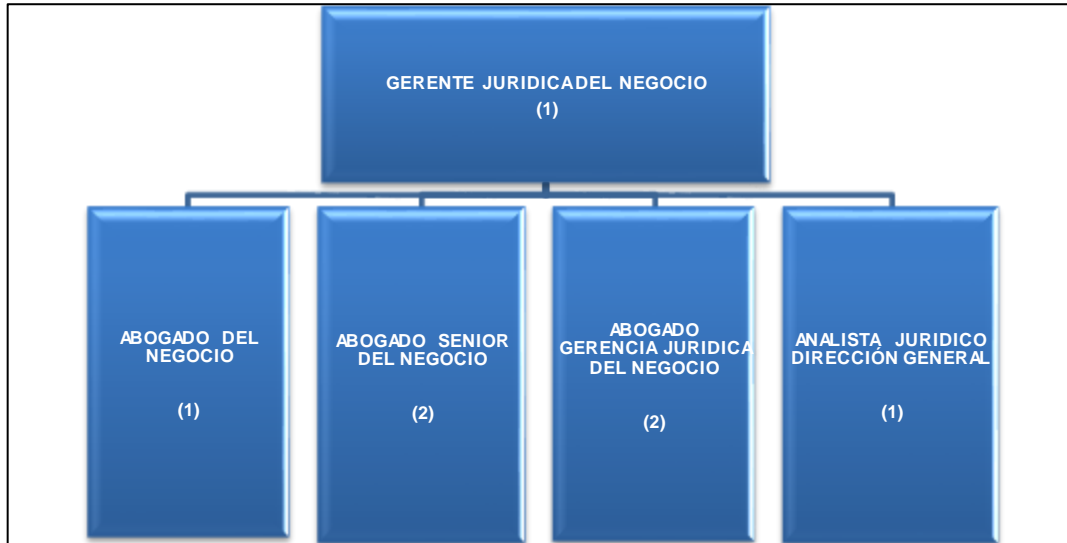 GERENTE JURIDICADEL NEGOCIO
(1)
ABOGADO DEL
NEGOCIO
(1)
ABOGADO SENIOR
DEL NEGOCIO
(2)
ABOGADO
GERENCIA JURIDICA
DEL NEGOCIO
(2)
ANALISTA JURIDICO
DIRECCIÓN GENERAL
(1)